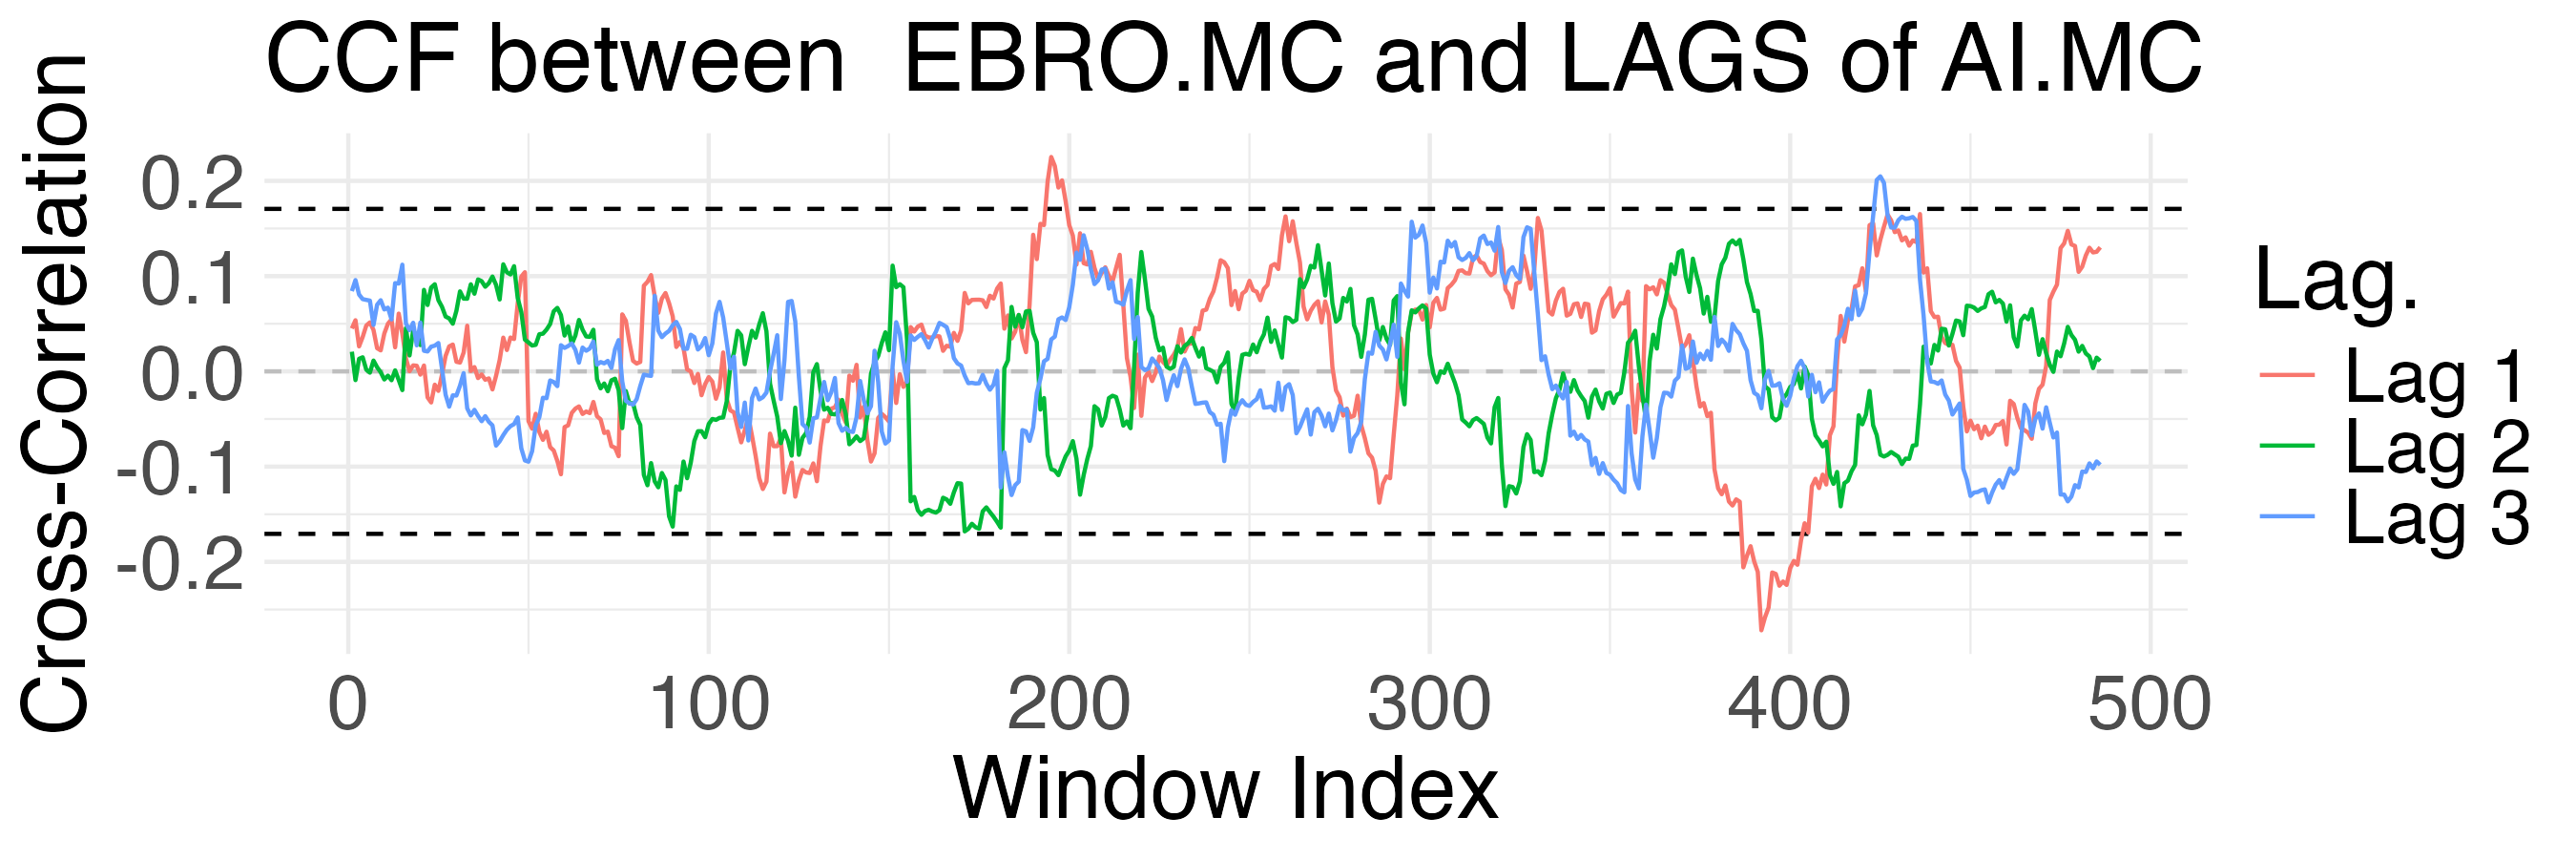 CCF between  EBRO.MC and LAGS of AI.MC
Cross-Correlation
0.2
0.1
0.0
-0.1
-0.2
0
100
200
300
400
500
Window Index
Lag.
Lag 1
Lag 2
Lag 3